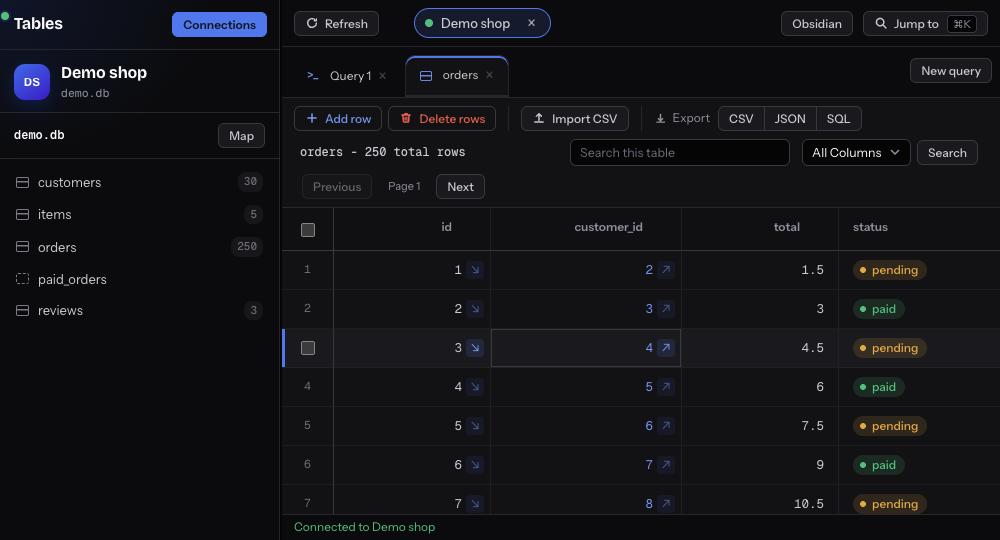 Tables
Connections
Refresh
Demo shop ×
Obsidian
Jump to ⌘K
DS
Demo shop
demo.db
demo.db
Map
customers 30
items 5
orders 250
paid_orders
reviews 3
>_ Query 1 ×
orders ×
New query
+ Add row
Delete rows
Import CSV
Export
CSV
JSON
SQL
orders - 250 total rows
Search this table
All Columns
Search
Previous
Page 1
Next
id customer_id total status
1 1 2 1.5 pending
2 2 3 3 paid
3 4 4.5 pending
4 4 5 6 paid
5 5 6 7.5 pending
6 6 7 9 paid
7 7 8 10.5 pending
Connected to Demo shop